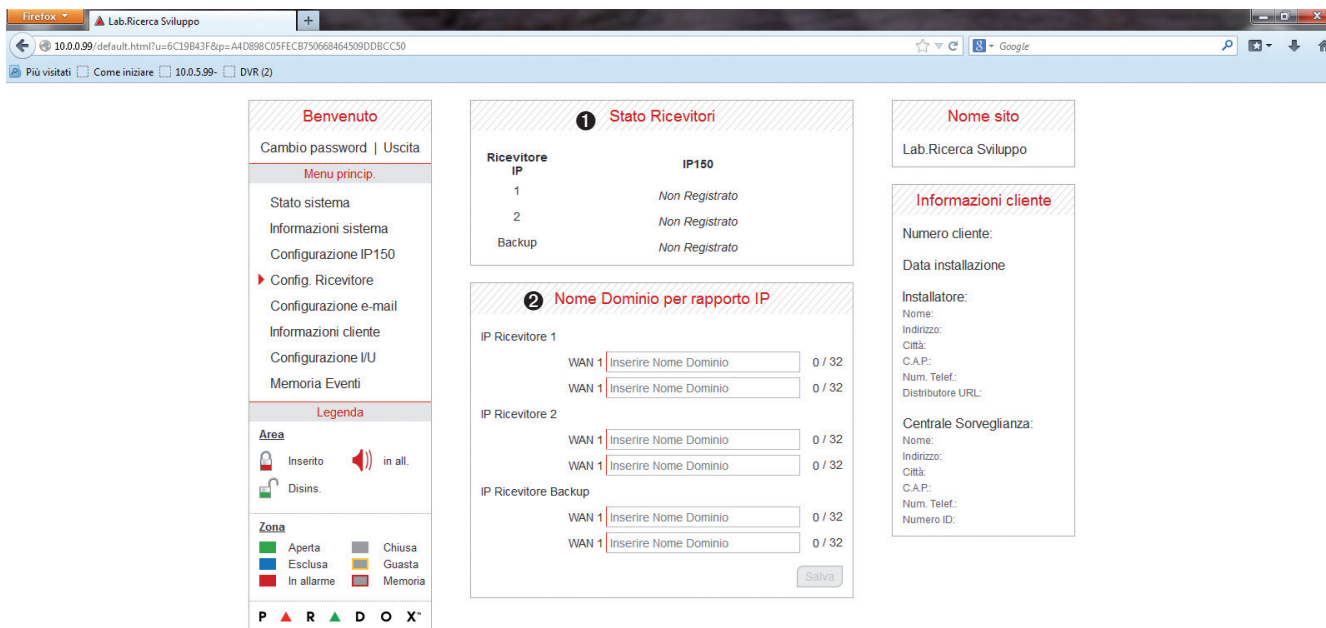 Firefox
Lab.Ricerca Sviluppo
10.0.0.99/default.html?u=6C19B43F&p=A4D898C05FECB750668464509DDBCC50
Google
Più visitati
Come iniziare
10.0.5.99-
DVR (2)
Benvenuto
Cambio password | Uscita
Menu princip.
Stato sistema
Informazioni sistema
Configurazione IP150
Config. Ricevitore
Configurazione e-mail
Informazioni cliente
Configurazione I/U
Memoria Eventi
Legenda
Area
Inserito
in all.
Disins.
Zona
Aperta
Chiusa
Esclusa
Guasta
In allarme
Memoria
PARADOX™
1 Stato Ricevitori
Ricevitore IP
IP150
1 Non Registrato
2 Non Registrato
Backup Non Registrato
2 Nome Dominio per rapporto IP
IP Ricevitore 1
WAN 1 Inserire Nome Dominio 0 / 32
WAN 1 Inserire Nome Dominio 0 / 32
IP Ricevitore 2
WAN 1 Inserire Nome Dominio 0 / 32
WAN 1 Inserire Nome Dominio 0 / 32
IP Ricevitore Backup
WAN 1 Inserire Nome Dominio 0 / 32
WAN 1 Inserire Nome Dominio 0 / 32
Salva
Nome sito
Lab.Ricerca Sviluppo
Informazioni cliente
Numero cliente:
Data installazione
Installatore:
Nome:
Indirizzo:
Città:
C.A.P.:
Num. Telef.:
Distributore URL:
Centrale Sorveglianza:
Nome:
Indirizzo:
Città:
C.A.P.:
Num. Telef.:
Numero ID: